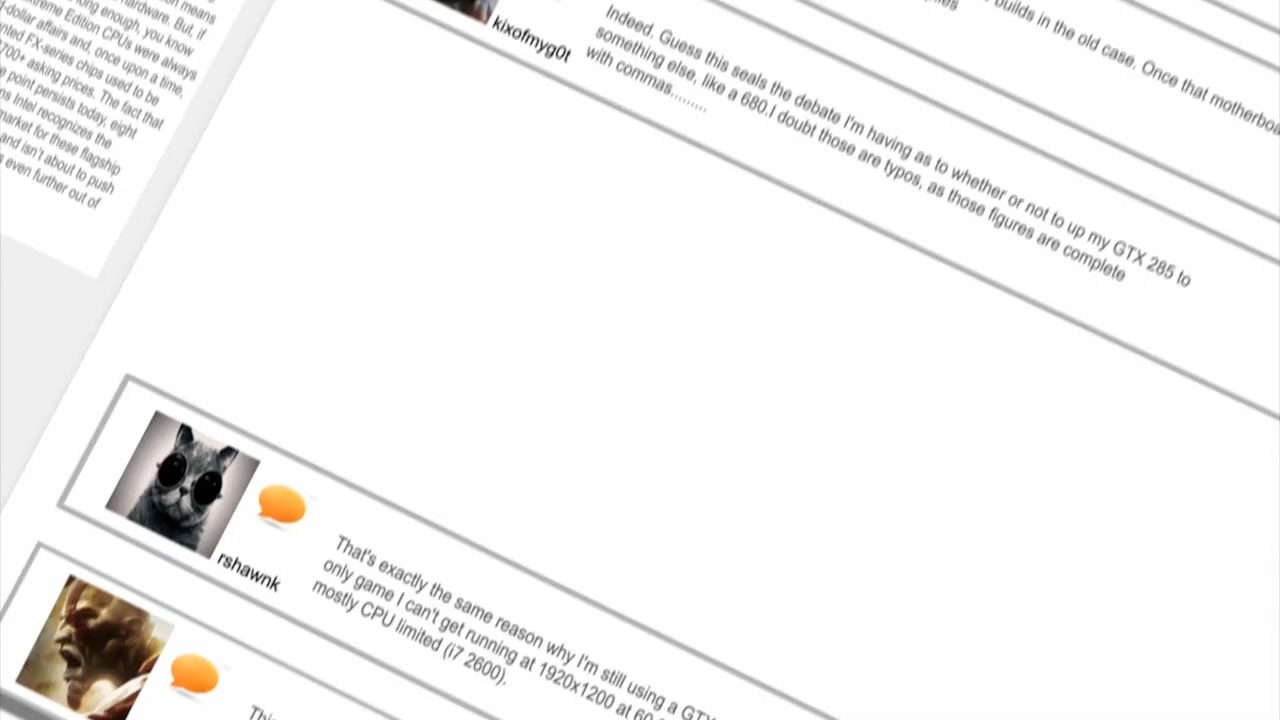 means
hardware. But, if
long enough, you know
xtreme Edition CPUs were always
-dollar affairs and, once upon a time,
nted FX-series chips used to be
700+ asking prices. The fact that
point persists today, eight
ns Intel recognizes the
market for these flagship
and isn't about to push
even further out of
kixofmyg0t
Indeed. Guess this seals the debate I'm having as to whether or not to up my GTX 285 to
something else, like a 680.I doubt those are typos, as those figures are complete
with commas.........
builds in the old case. Once that motherboa
rshawnk
That's exactly the same reason why I'm still using a GTX
only game I can't get running at 1920x1200 at 60
mostly CPU limited (i7 2600).